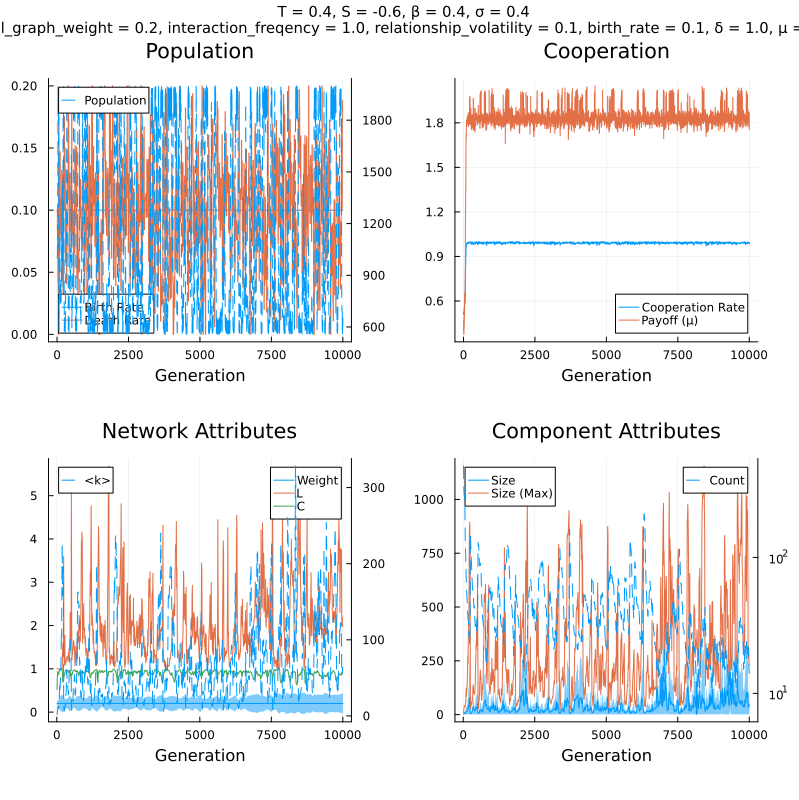 T = 0.4, S = -0.6, β = 0.4, σ = 0.4
l_graph_weight = 0.2, interaction_freqency = 1.0, relationship_volatility = 0.1, birth_rate = 0.1, δ = 1.0, μ =
Population
Cooperation
0.20
0.15
0.10
0.05
0.00
1800
1500
1200
900
600
Population
Birth Rate
Death Rate
0
2500
5000
7500
10000
Generation
1.8
1.5
1.2
0.9
0.6
Cooperation Rate
Payoff (μ)
0
2500
5000
7500
10000
Generation
Network Attributes
Component Attributes
5
4
3
2
1
0
300
200
100
0
<k>
Weight
L
C
0
2500
5000
7500
10000
Generation
1000
750
500
250
0
10²
10¹
Size
Size (Max)
Count
0
2500
5000
7500
10000
Generation